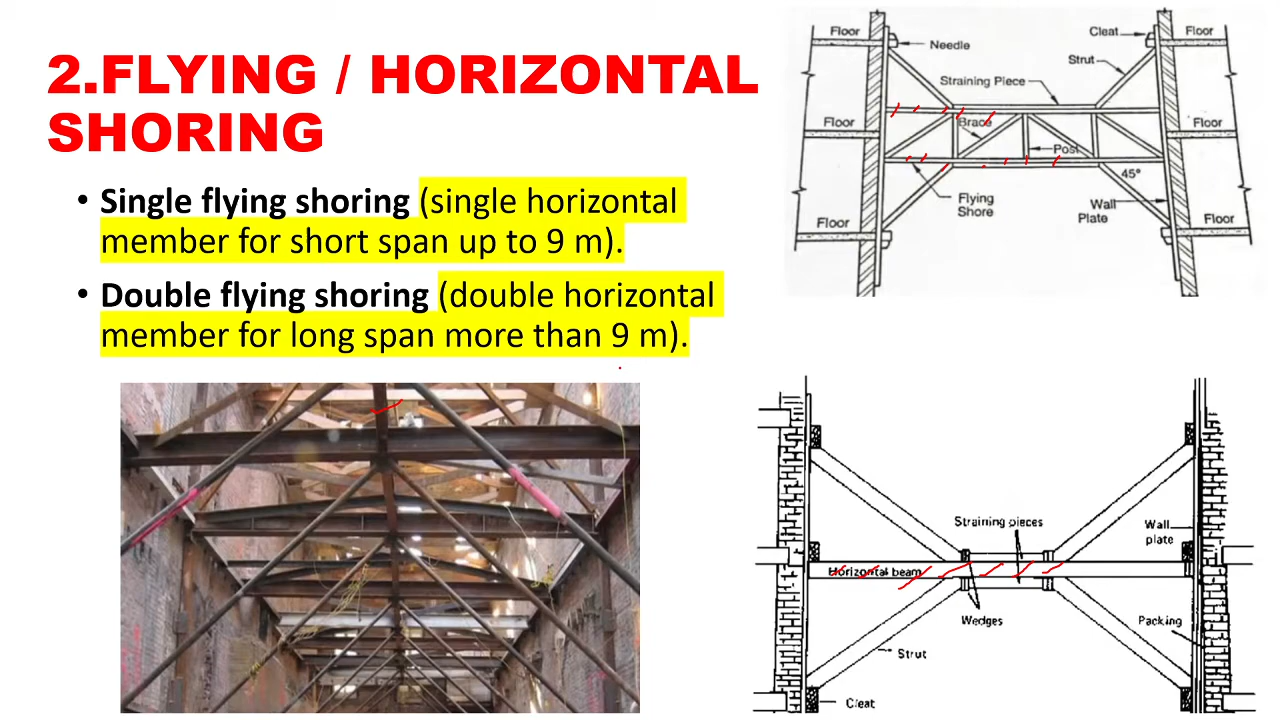 2.FLYING / HORIZONTAL
SHORING
• Single flying shoring (single horizontal
member for short span up to 9 m).
• Double flying shoring (double horizontal
member for long span more than 9 m).
Floor
Needle
Cleat
Floor
Strut
Straining Piece
Floor
Brace
Floor
Post
45°
Flying
Shore
Wall
Plate
Floor
Floor
Straining pieces
Wall
plate
Horizontal beam
Wedges
Packing
Strut
Cleat